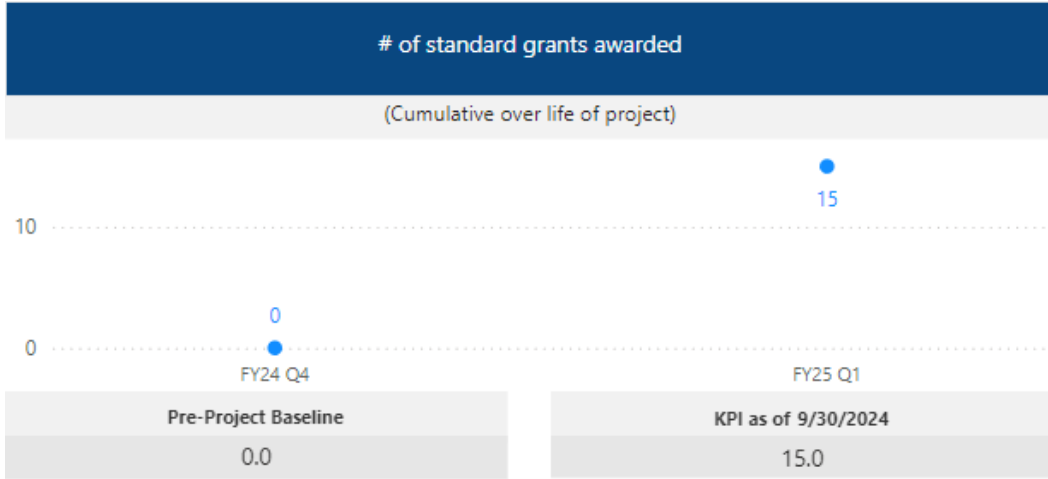 # of standard grants awarded
(Cumulative over life of project)
15
10
0
0
FY24 Q4 FY25 Q1
Pre-Project Baseline KPI as of 9/30/2024
0.0 15.0